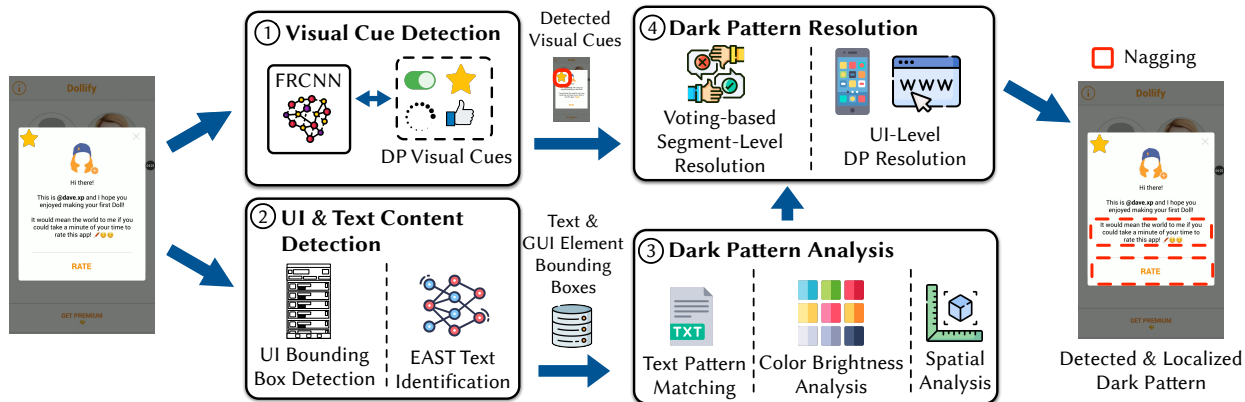 Dollify
Hi there!
This is @dave.xp and I hope you
enjoyed making your first Doll!
It would mean the world to me if you
could take a minute of your time to
rate this app!
RATE
GET PREMIUM
1 Visual Cue Detection
FRCNN
DP Visual Cues
2 UI & Text Content
Detection
UI Bounding
Box Detection
EAST Text
Identification
Detected
Visual Cues
Text &
GUI Element
Bounding
Boxes
3 Dark Pattern Analysis
TXT
Text Pattern
Matching
Color Brightness
Analysis
Spatial
Analysis
4 Dark Pattern Resolution
Voting-based
Segment-Level
Resolution
WWW
UI-Level
DP Resolution
Nagging
Dollify
Hi there!
This is @dave.xp and I hope you
enjoyed making your first Doll!
It would mean the world to me if you
could take a minute of your time to
rate this app!
RATE
GET PREMIUM
Detected & Localized
Dark Pattern